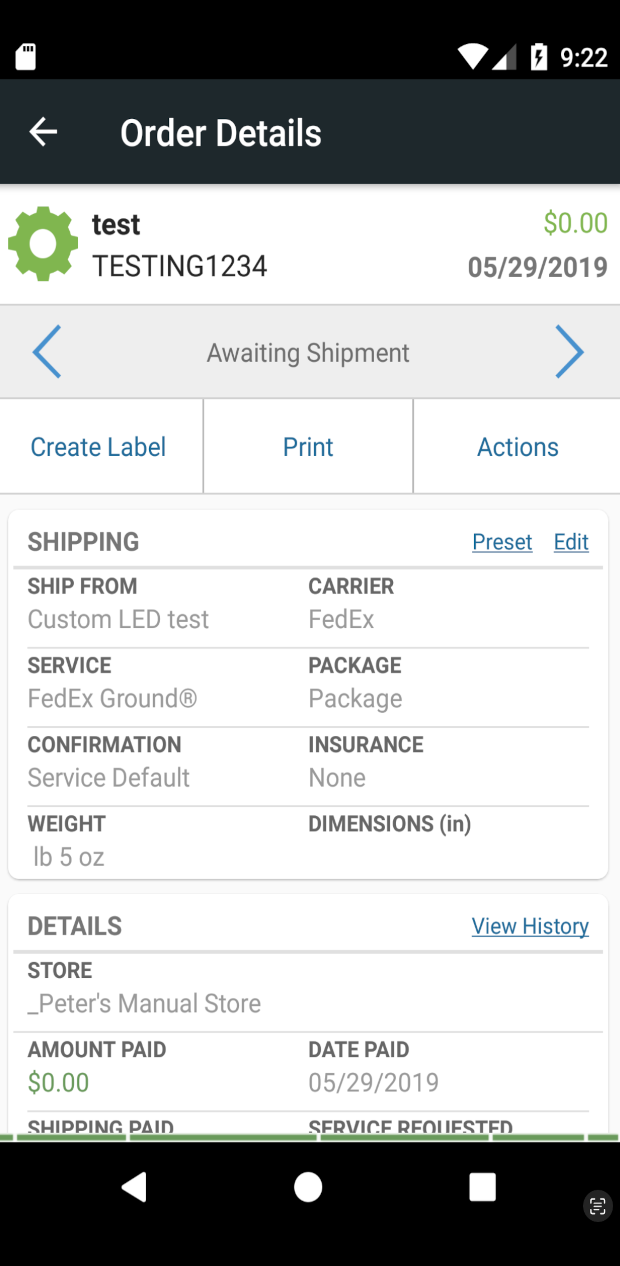 9:22
Order Details
test $0.00
TESTING1234 05/29/2019
Awaiting Shipment
Create Label Print Actions
SHIPPING Preset Edit
SHIP FROM CARRIER
Custom LED test FedEx
SERVICE PACKAGE
FedEx Ground® Package
CONFIRMATION INSURANCE
Service Default None
WEIGHT DIMENSIONS (in)
lb 5 oz
DETAILS View History
STORE
_Peter's Manual Store
AMOUNT PAID DATE PAID
$0.00 05/29/2019
SHIPPING PAID SERVICE REQUESTED